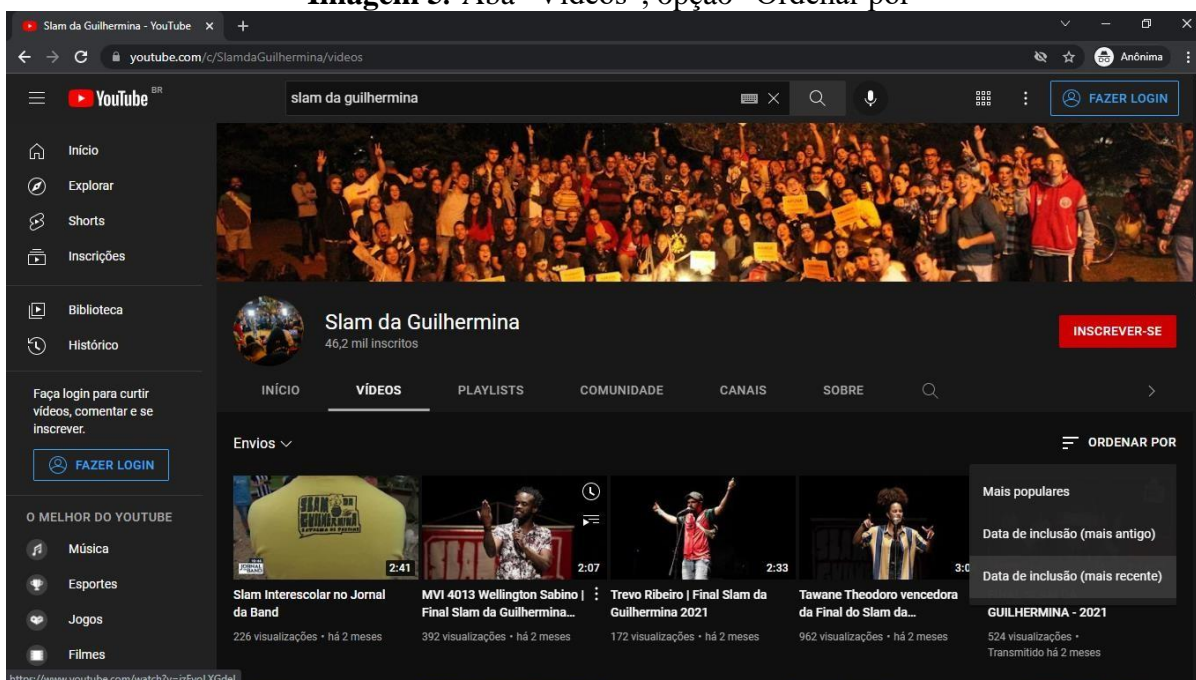 Imagem 5. Aba "Vídeos", opção "Ordenar por"
Slam da Guilhermina - YouTube
youtube.com/c/SlamdaGuilhermina/videos
Anônima
YouTube BR
slam da guilhermina
FAZER LOGIN
Início
Explorar
Shorts
Inscrições
Biblioteca
Histórico
Faça login para curtir
vídeos, comentar e se
inscrever.
FAZER LOGIN
O MELHOR DO YOUTUBE
Música
Esportes
Jogos
Filmes
Slam da Guilhermina
46,2 mil inscritos
INSCREVER-SE
INÍCIO VÍDEOS PLAYLISTS COMUNIDADE CANAIS SOBRE
Envios
ORDENAR POR
Mais populares
Data de inclusão (mais antigo)
Data de inclusão (mais recente)
SLAM DA
GUILHERMINA
2:41
Slam Interescolar no Jornal
da Band
226 visualizações • há 2 meses
2:07
MVI 4013 Wellington Sabino |
Final Slam da Guilhermina...
392 visualizações • há 2 meses
2:33
Trevo Ribeiro | Final Slam da
Guilhermina 2021
172 visualizações • há 2 meses
Tawane Theodoro vencedora
da Final do Slam da...
962 visualizações • há 2 meses
GUILHERMINA - 2021
524 visualizações •
Transmitido há 2 meses